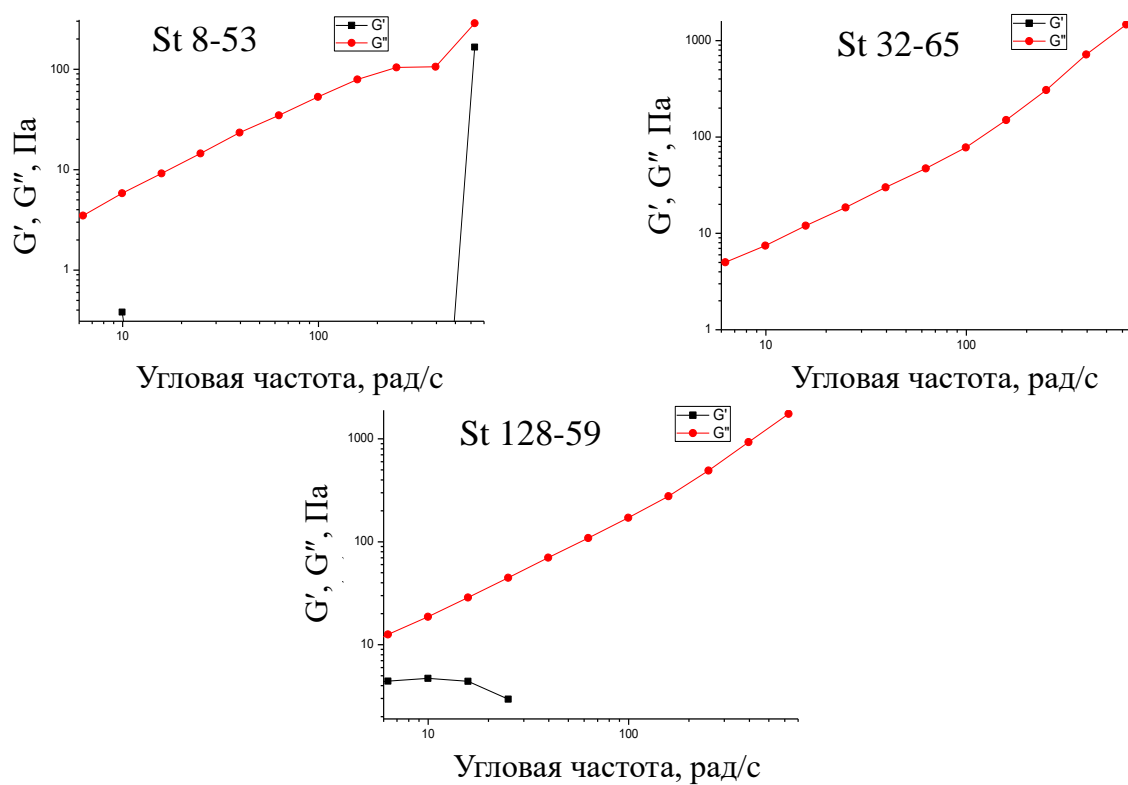 St 8-53
G'
G''
100
10
1
G', G'', Па
10
100
Угловая частота, рад/с
St 32-65
G'
G''
1000
100
10
1
G', G'', Па
10
100
Угловая частота, рад/с
St 128-59
G'
G''
1000
100
10
G', G'', Па
10
100
Угловая частота, рад/с